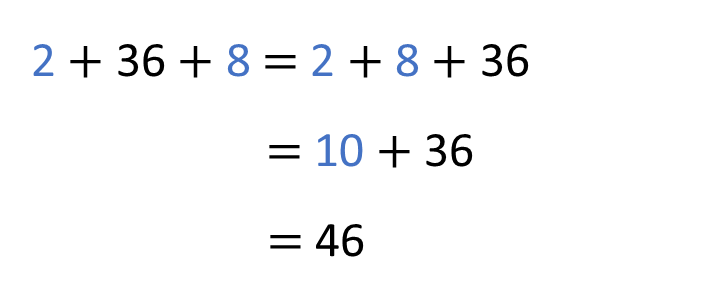 2 + 36 + 8 = 2 + 8 + 36
= 10 + 36
= 46